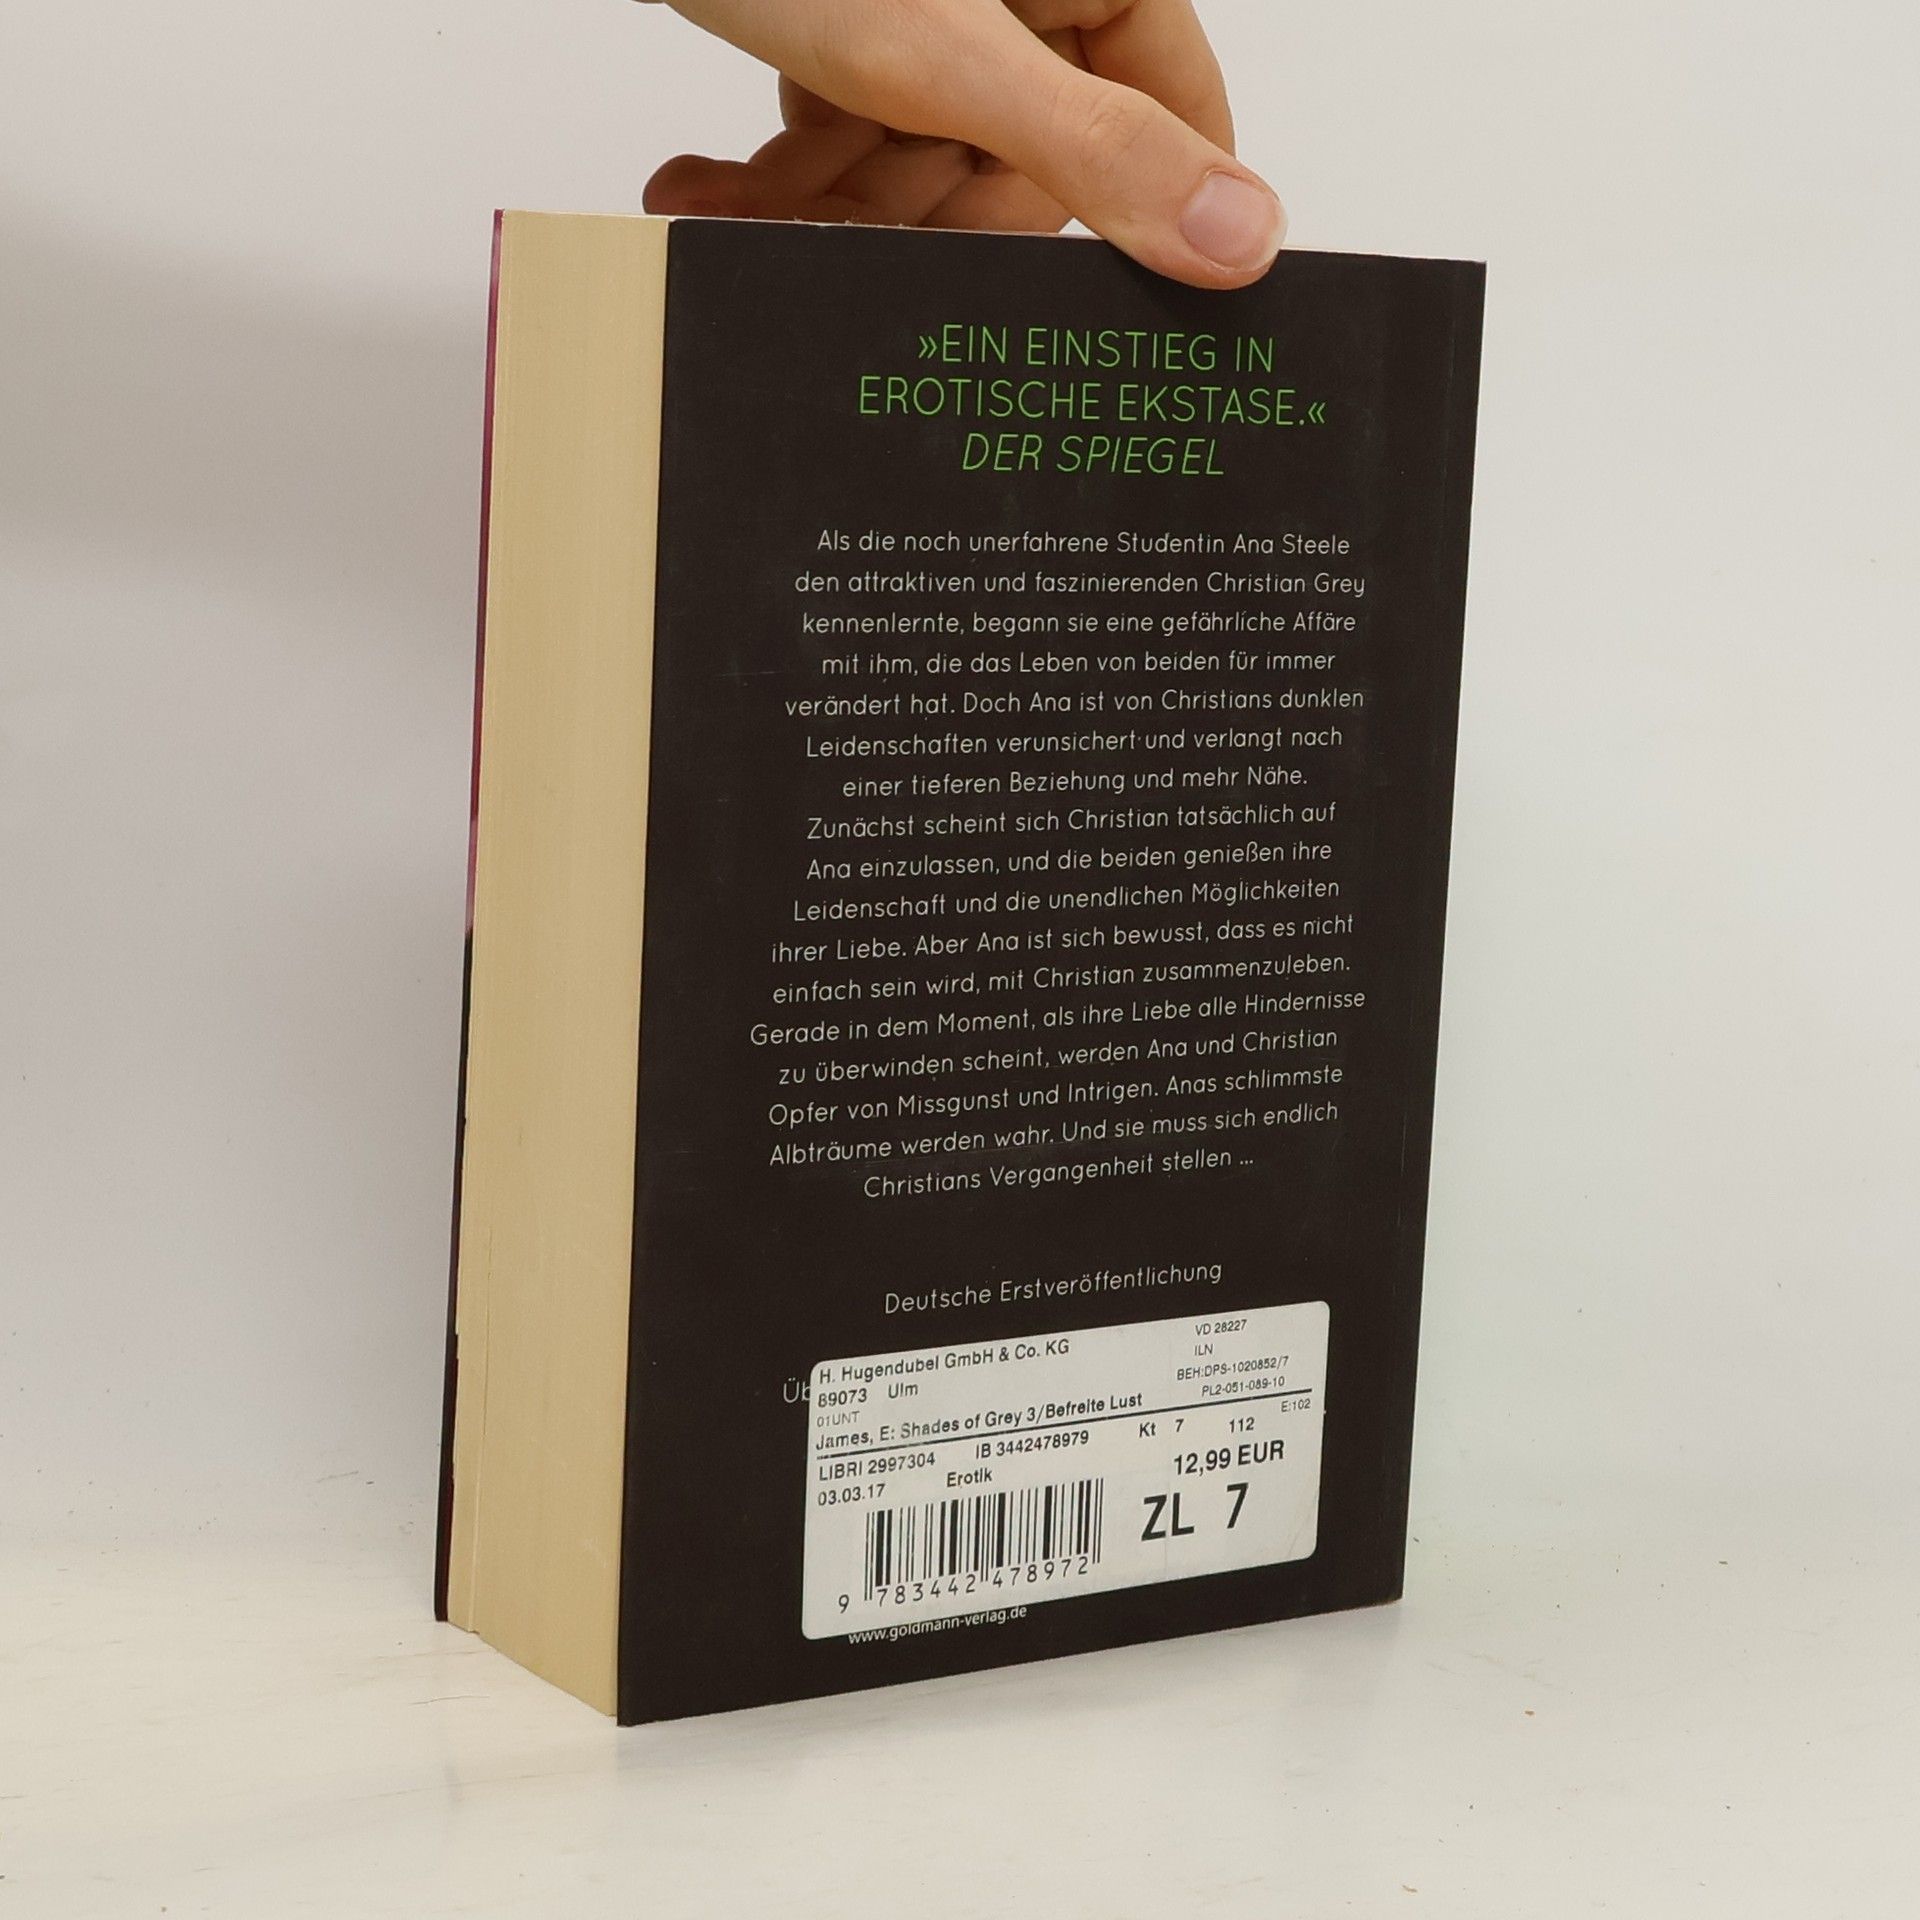 »EIN EINSTIEG IN
EROTISCHE EKSTASE.«
DER SPIEGEL
Als die noch unerfahrene Studentin Ana Steele
den attraktiven und faszinierenden Christian Grey
kennenlernte, begann sie eine gefährliche Affäre
mit ihm, die das Leben von beiden für immer
verändert hat. Doch Ana ist von Christians dunklen
Leidenschaften verunsichert und verlangt nach
einer tieferen Beziehung und mehr Nähe.
Zunächst scheint sich Christian tatsächlich auf
Ana einzulassen, und die beiden genießen ihre
Leidenschaft und die unendlichen Möglichkeiten
ihrer Liebe. Aber Ana ist sich bewusst, dass es nicht
einfach sein wird, mit Christian zusammenzuleben.
Gerade in dem Moment, als ihre Liebe alle Hindernisse
zu überwinden scheint, werden Ana und Christian
Opfer von Missgunst und Intrigen. Anas schlimmste
Albträume werden wahr. Und sie muss sich endlich
Christians Vergangenheit stellen ...
Deutsche Erstveröffentlichung
H. Hugendubel GmbH & Co. KG VD 28227
89073 Ulm ILN
01UNT BEH:DPS-1020852/7
PL2-051-089-10
James, E: Shades of Grey 3/Befreite Lust E:102
LIBRI 2997304 IB 3442478979 Kt 7 112
03.03.17 Erotik 12,99 EUR
ZL 7
9 783442 478972
www.goldmann-verlag.de